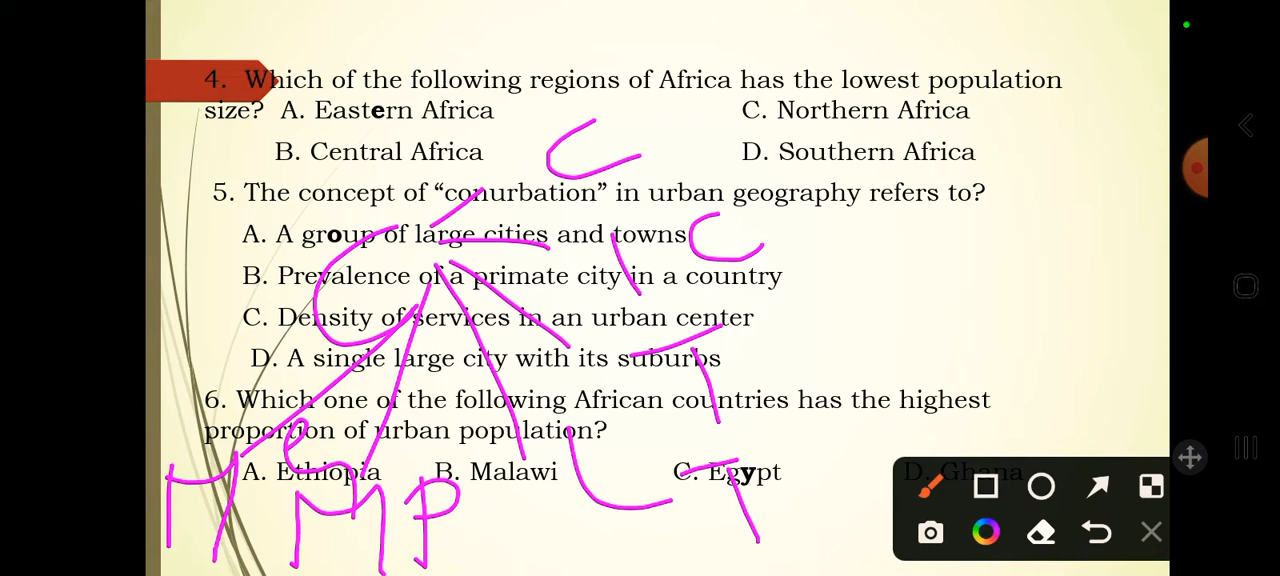 4. Which of the following regions of Africa has the lowest population
size? A. Eastern Africa C. Northern Africa
B. Central Africa D. Southern Africa
5. The concept of “conurbation” in urban geography refers to?
A. A group of large cities and towns
B. Prevalence of a primate city in a country
C. Density of services in an urban center
D. A single large city with its suburbs
6. Which one of the following African countries has the highest
proportion of urban population?
A. Ethiopia B. Malawi C. Egypt D. Ghana